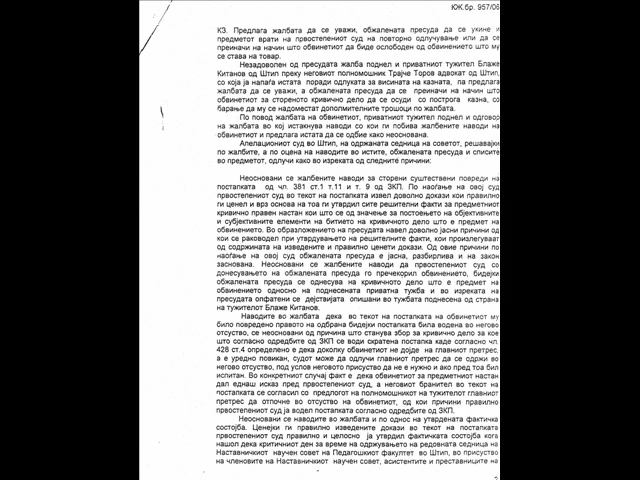 ЮЖ.бр. 957/06
КЗ. Предлага жалбата да се уважи, обжалената пресуда да се укине и
предметот врати на првостепениот суд на повторно одлучување или да се
преиначи на начин што обвинетиот да биде ослободен од обвинението што му
се става на товар.
Незадоволен од пресудата жалба поднел и приватниот тужител Блаже
Китанов од Штип преку неговиот полномошник Трајче Торов адвокат од Штип,
со која ја напаѓа истата поради одлуката за висината на казната, па предлага
жалбата да се уважи, а обжалената пресуда да се преиначи на начин што
обвинетиот за стореното кривично дело да се осуди со построга казна, со
барање да му се надоместат дополнителните трошоци по жалбата.
По повод жалбата на обвинетиот, приватниот тужител поднел и одговор
на жалбата во кој истакнува наводи со кои ги побива жалбените наводи на
обвинетиот и предлага истата да се одбие како неоснована.
Апелациониот суд во Штип, на одржаната седница на советот, решавајќи
по жалбите, а по оцена на наводите во истите, обжалената пресуда и списите
во предметот, одлучи како во изреката од следните причини:
Неосновани се жалбените наводи за сторени суштествени повреди на
постапката од чл. 381 ст.1 т.11 и т. 9 од ЗКП. По наоѓање на овој суд
првостепениот суд во текот на постапката извел доволно докази кои правилно
ги ценел и врз основа на тоа ги утврдил сите решителни факти за предметниот
кривично правен настан кои што се од значење за постоењето на објективните
и субјективните елементи на битието на кривичното дело што е предмет на
обвинението. Во образложението на пресудата навел доволно јасни причини од
кои се раководел при утврдувањето на решителните факти, кои произлегуваат
од содржината на изведените и правилно ценети докази. Од овие причини по
наоѓање на овој суд обжалената пресуда е јасна, разбирлива и на закон
заснована. Неосновани се жалбените наводи да првостепениот суд со
донесувањето на обжалената пресуда го пречекорил обвинението, бидејки
обжалената пресуда се однесува на кривичното дело што е предмет на
обвинението односно на поднесената приватна тужба и во изреката на
пресудата опфатени се дејствијата опишани во тужбата поднесена од страна
на тужителот Блаже Китанов.
Наводите во жалбата дека во текот на постапката на обвинетиот му
било повредено правото на одбрана бидејки постапката била водена во негово
отсуство, се неосновани од причина што станува збор за кривично дело за кое
што согласно одредбите од ЗКП се води скратена постапка каде согласно чл.
428 ст.4 определено е дека доколку обвинетиот не дојде на главниот претрес,
а е уредно повикан, судот може да одлучи главниот претрес да се одржи во
негово отсуство, под услов неговото присуство да не е нужно и ако пред тоа бил
испитан. Во конкретниот случај факт е дека обвинетиот за предметниот настан
дал еднаш исказ пред првостепениот суд, а неговиот бранител во текот на
постапката се согласил со предлогот на полномошникот на тужителот главниот
претрес да отпочне во отсуство на обвинетиот, од кои причини правилно
првостепениот суд ја водел постапката согласно одредбите од ЗКП.
Неосновани се наводите во жалбата и по однос на утврдената фактичка
состојба. Ценејќи ги правилно изведените докази во текот на постапката
првостепениот суд правилно и целосно ја утврдил фактичката состојба кога
нашол дека критичниот ден за време на одржувањето на редовната седница на
Наставничкиот научен совет на Педагошкиот факултет во Штип, во присуство
на членовите на Наставничкиот научен совет, асистентите и преставниците на